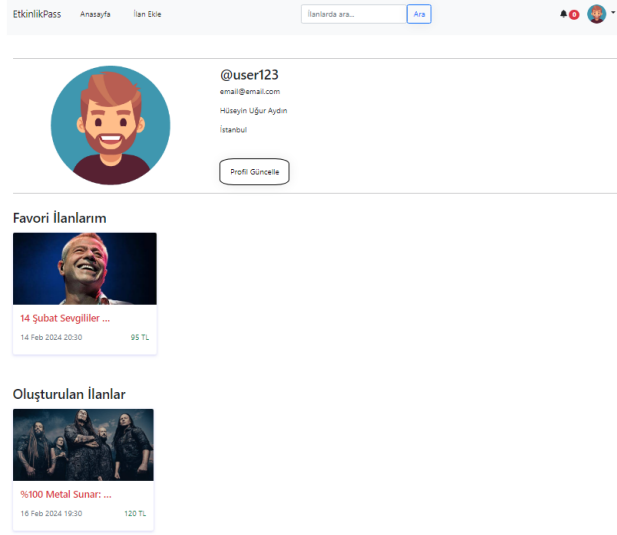 EtkinlikPass Anasayfa İlan Ekle İlanlarda ara... Ara 0
@user123
email@email.com
Hüseyin Uğur Aydın
İstanbul
Profil Güncelle
Favori İlanlarım
14 Şubat Sevgililer ...
14 Feb 2024 20:30 95 TL
Oluşturulan İlanlar
%100 Metal Sunar: ...
16 Feb 2024 19:30 120 TL